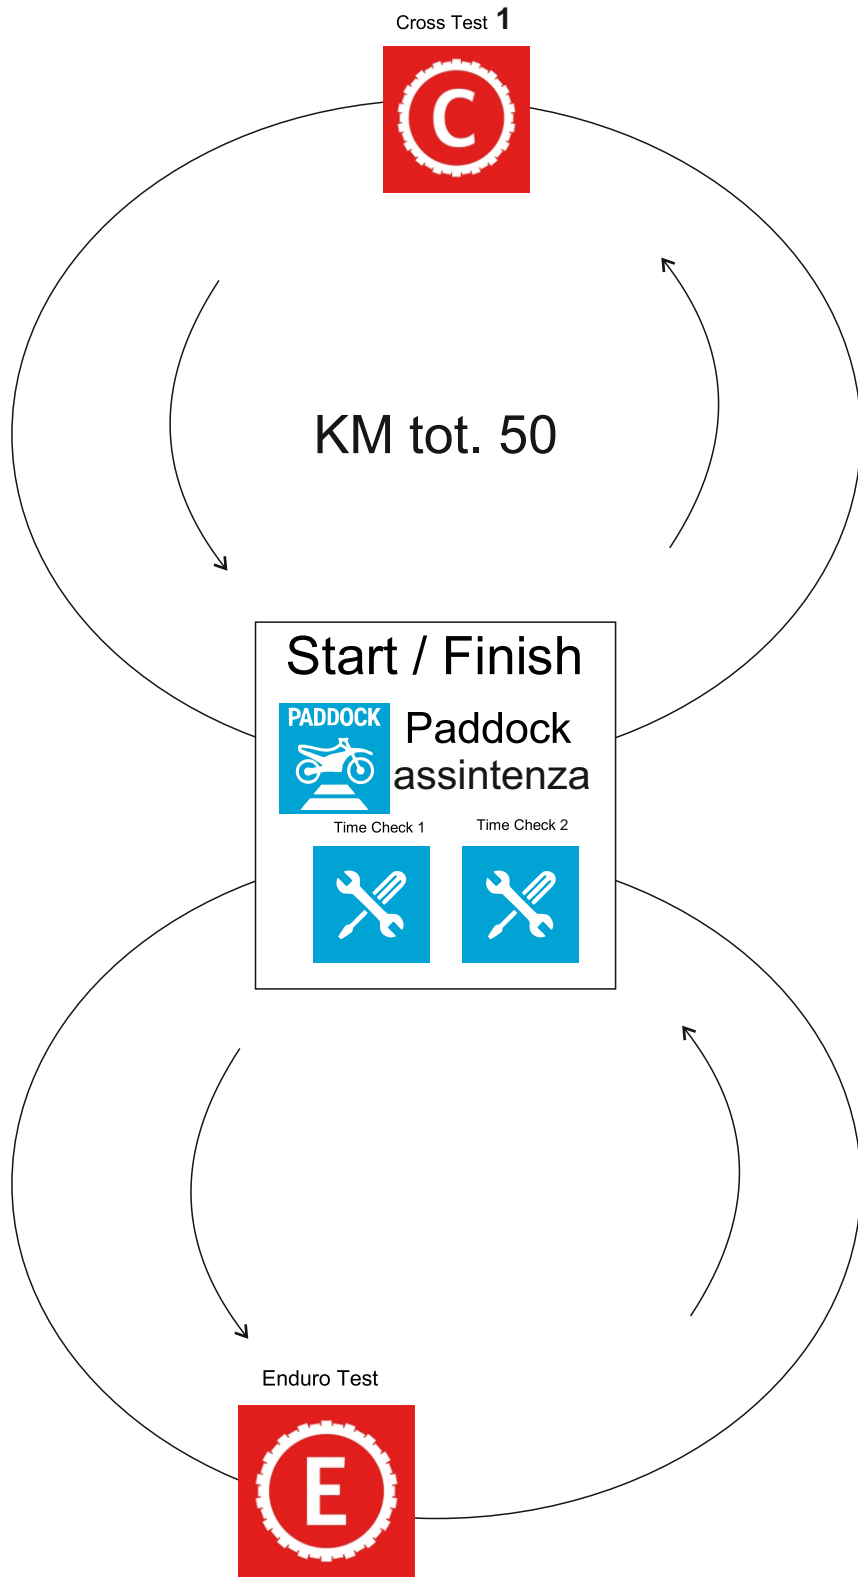 Cross Test 1
C
KM tot. 50
Start / Finish
PADDOCK
Paddock
assintenza
Time Check 1
Time Check 2
Enduro Test
E